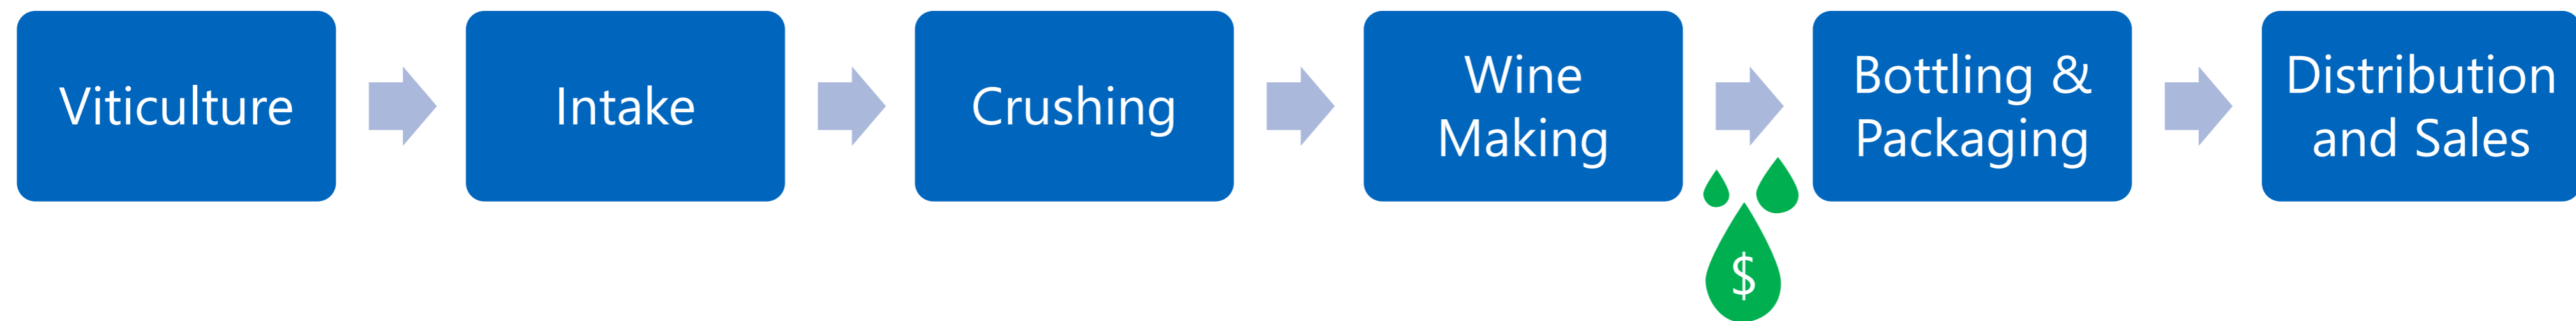 Viticulture
Intake
Crushing
Wine
Making
Bottling &
Packaging
Distribution
and Sales
$